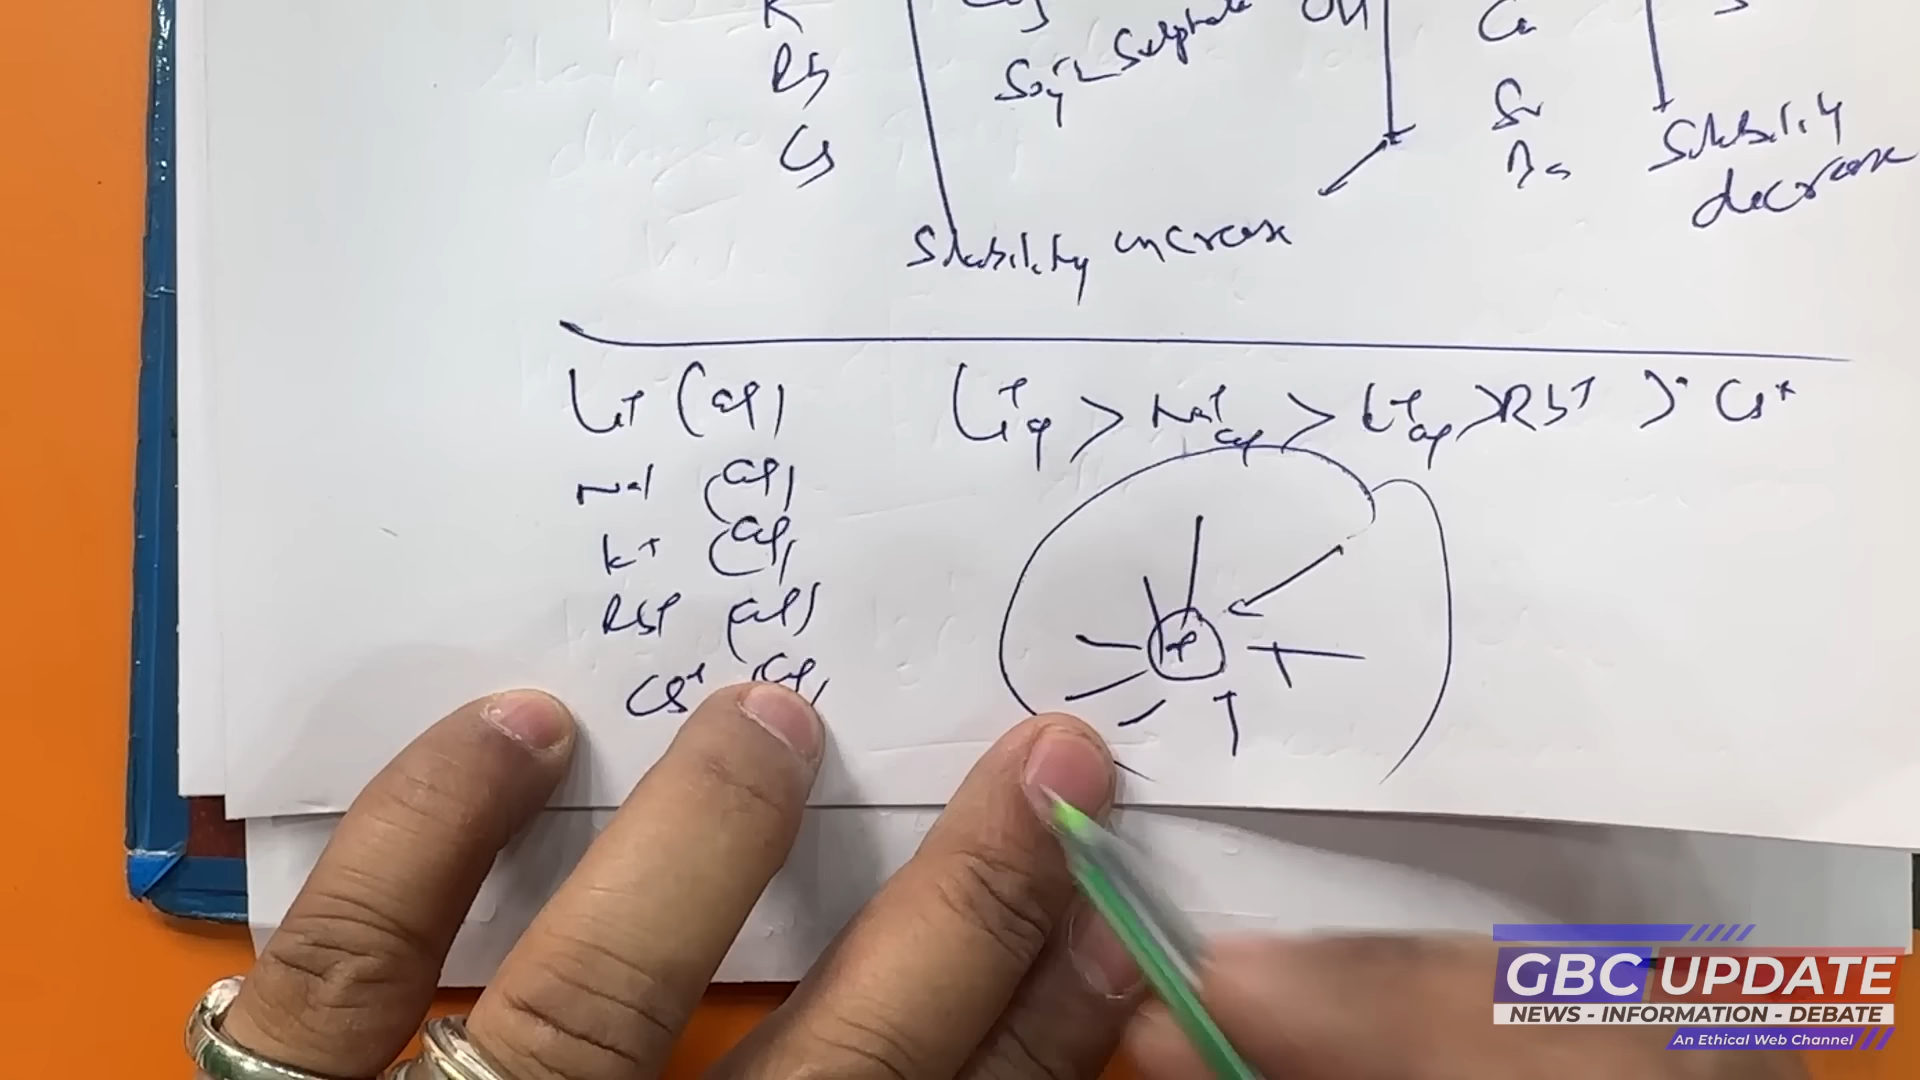 K
Rb Ca
SO4-2 Sulphate OH Sr
Cs Ba Stability
decrease
Stability increase
Li+ (aq) Li+aq > Na+aq > K+aq > Rb+ > Cs+
Na+ (aq)
K+ (aq)
Rb+ (aq)
+
Cs+ (aq)
GBC UPDATE
NEWS - INFORMATION - DEBATE
An Ethical Web Channel